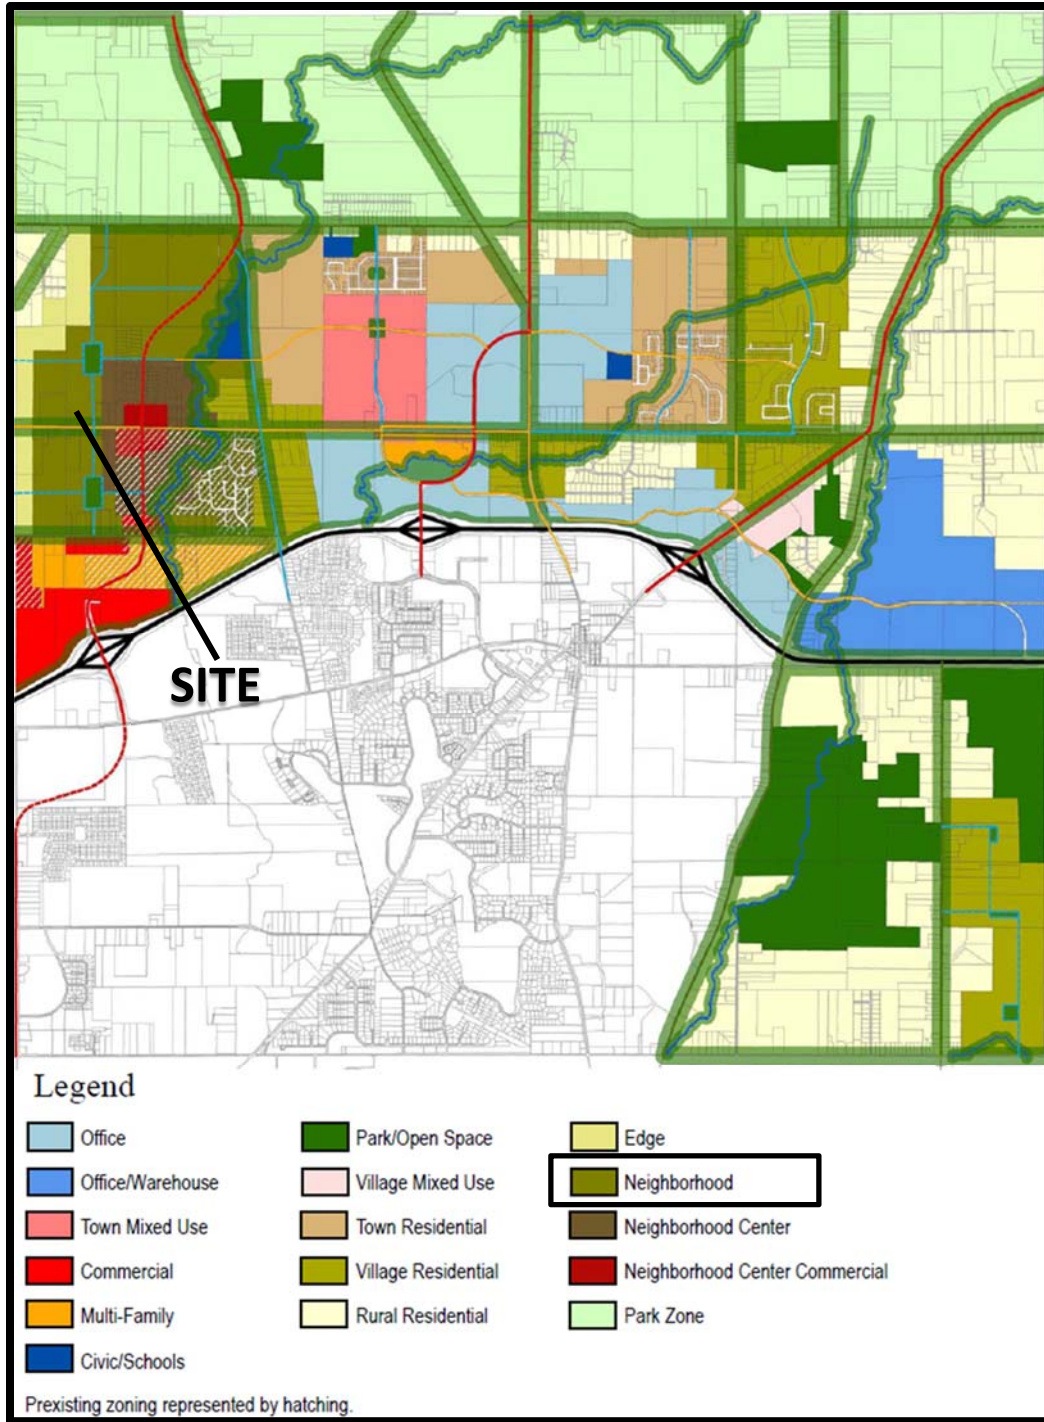 SITE
Legend
Office
Park/Open Space
Edge
Office/Warehouse
Village Mixed Use
Neighborhood
Town Mixed Use
Town Residential
Neighborhood Center
Commercial
Village Residential
Neighborhood Center Commercial
Multi-Family
Rural Residential
Park Zone
Civic/Schools
Prexisting zoning represented by hatching.